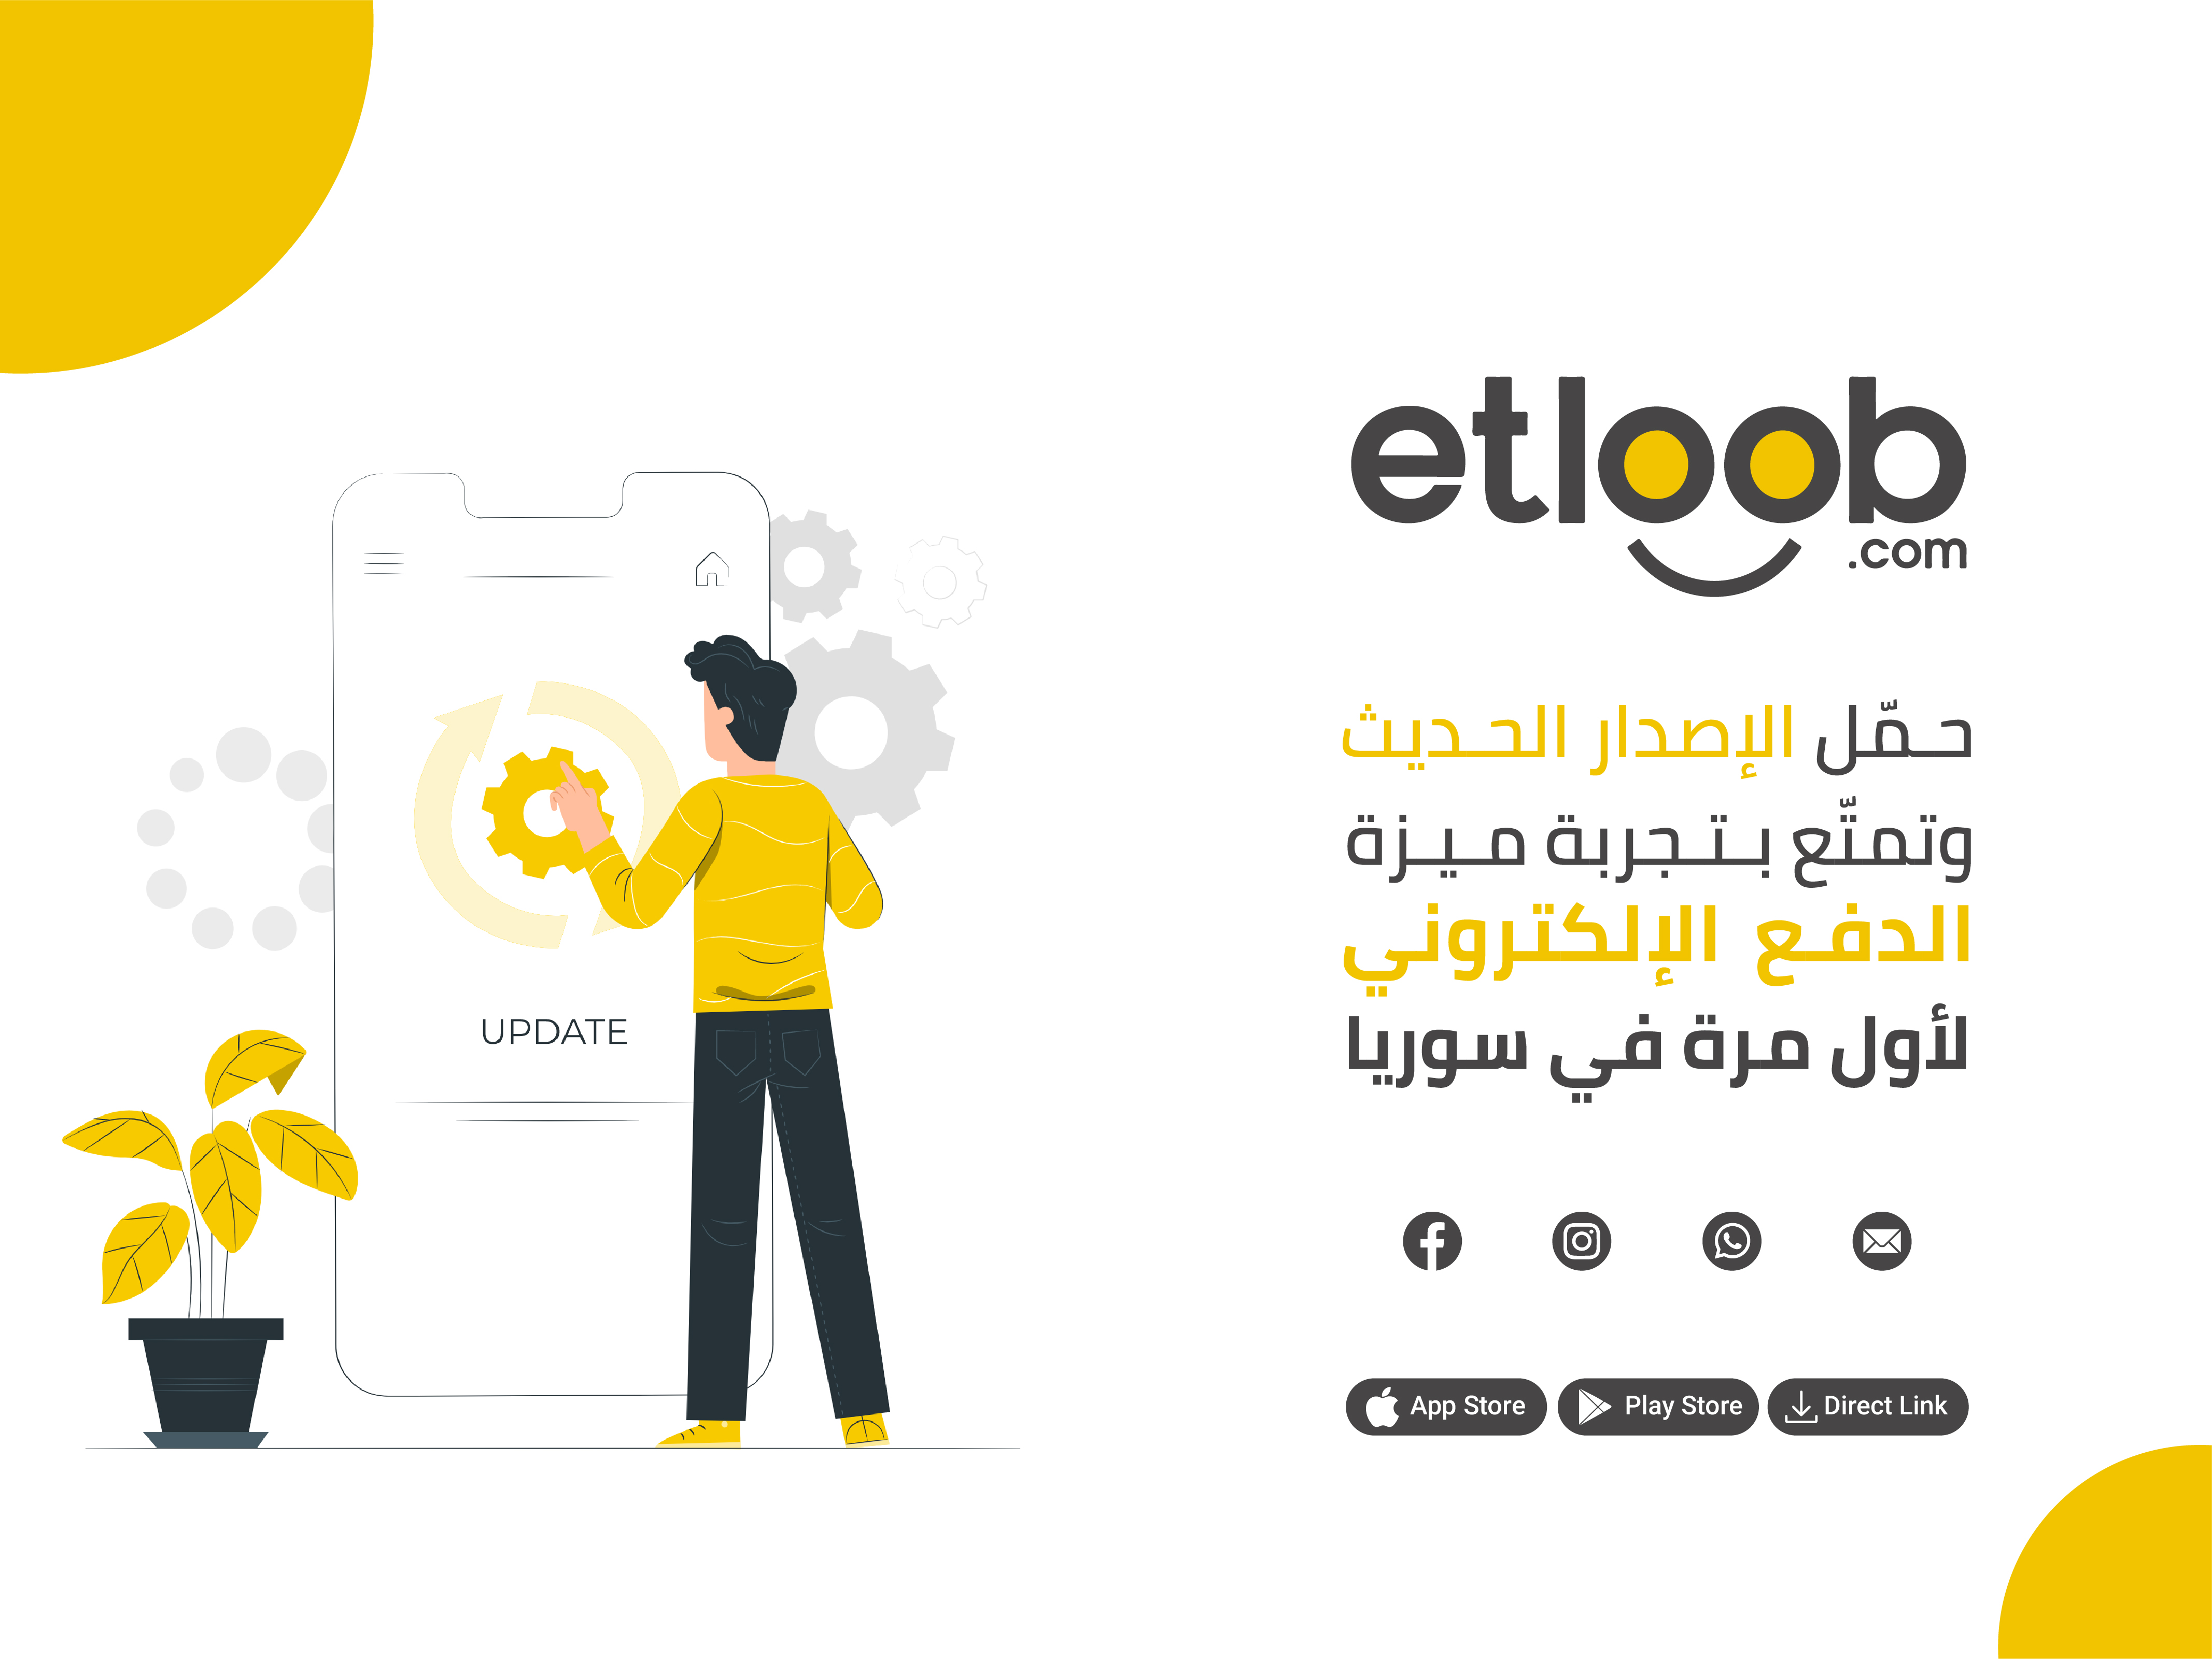 etloob
.com
حمّل الإصدار الحديث
وتمتّع بتجربة ميزة
الدفع الإلكتروني
لأول مرة في سوريا
UPDATE
App Store
Play Store
Direct Link